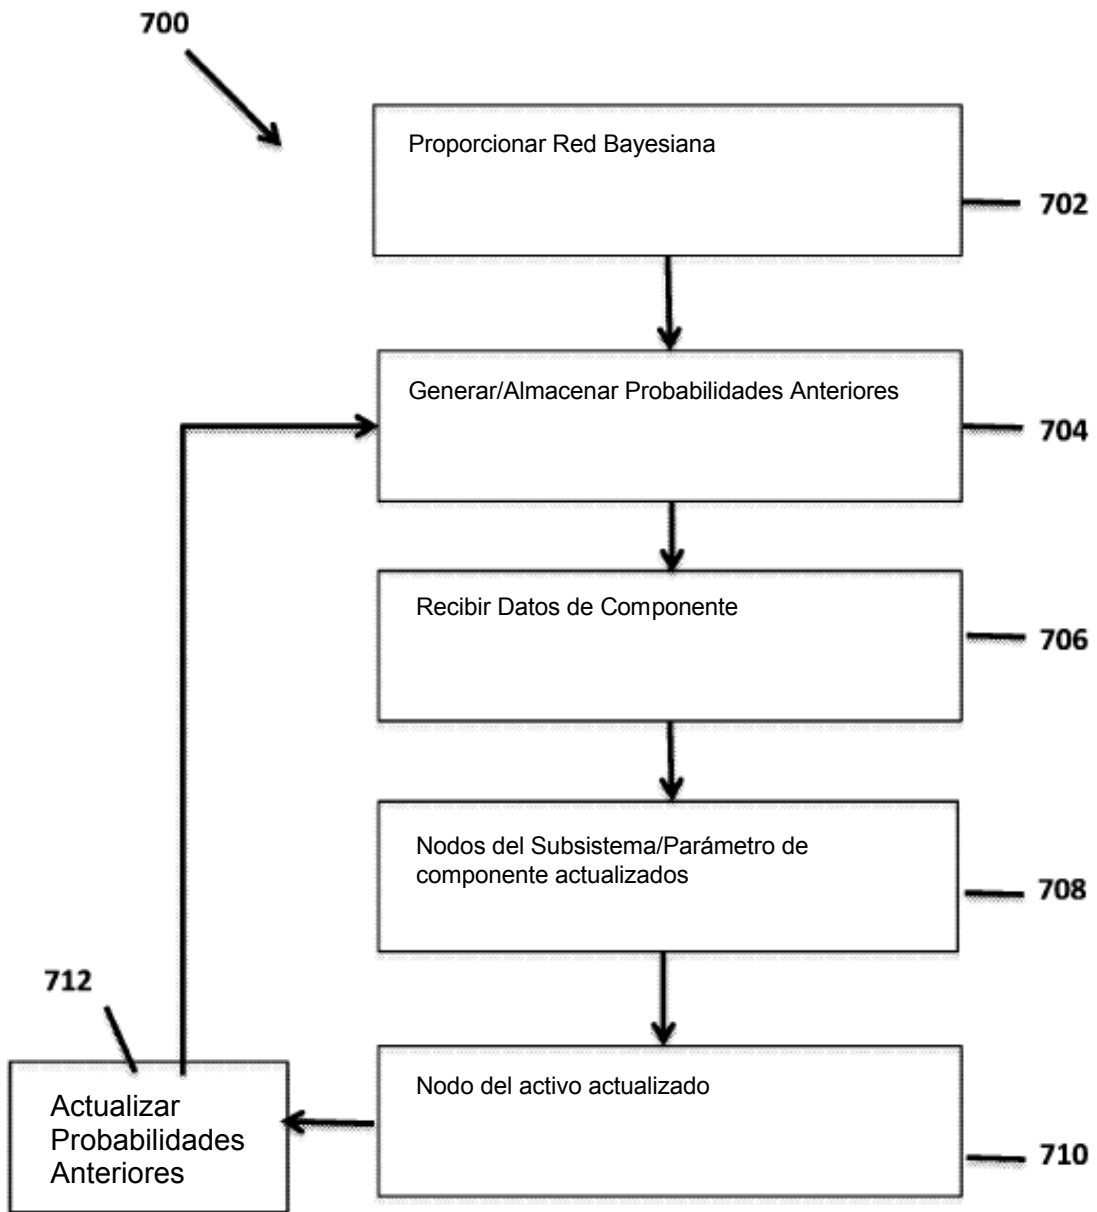 700
Proporcionar Red Bayesiana
702
Generar/Almacenar Probabilidades Anteriores
704
Recibir Datos de Componente
706
Nodos del Subsistema/Parámetro de
componente actualizados
708
Nodo del activo actualizado
710
712
Actualizar
Probabilidades
Anteriores